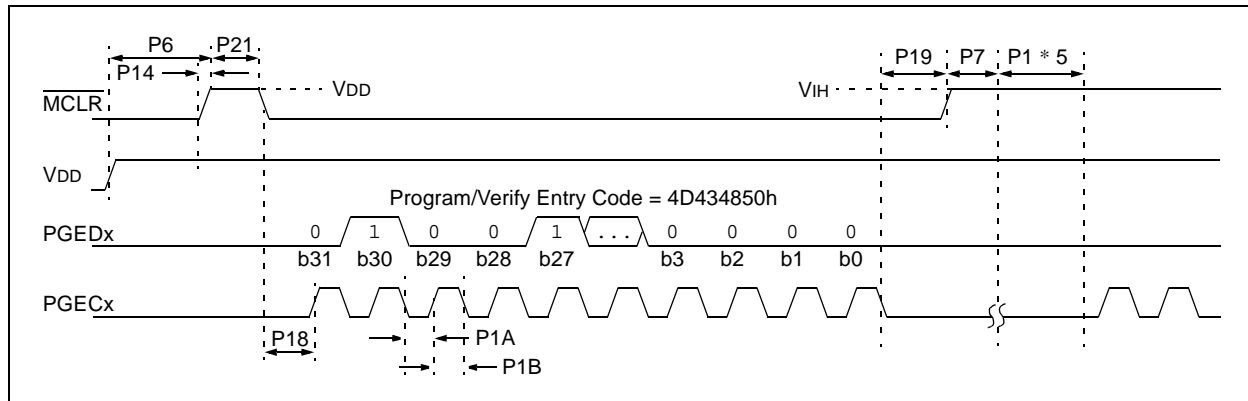 P6 P21 P19 P7 P1 * 5
P14
VDD VIH
MCLR
VDD
Program/Verify Entry Code = 4D434850h
PGEDx 0 1 0 0 1 ... 0 0 0 0
b31 b30 b29 b28 b27 b3 b2 b1 b0
PGECx
P18 P1A
P1B